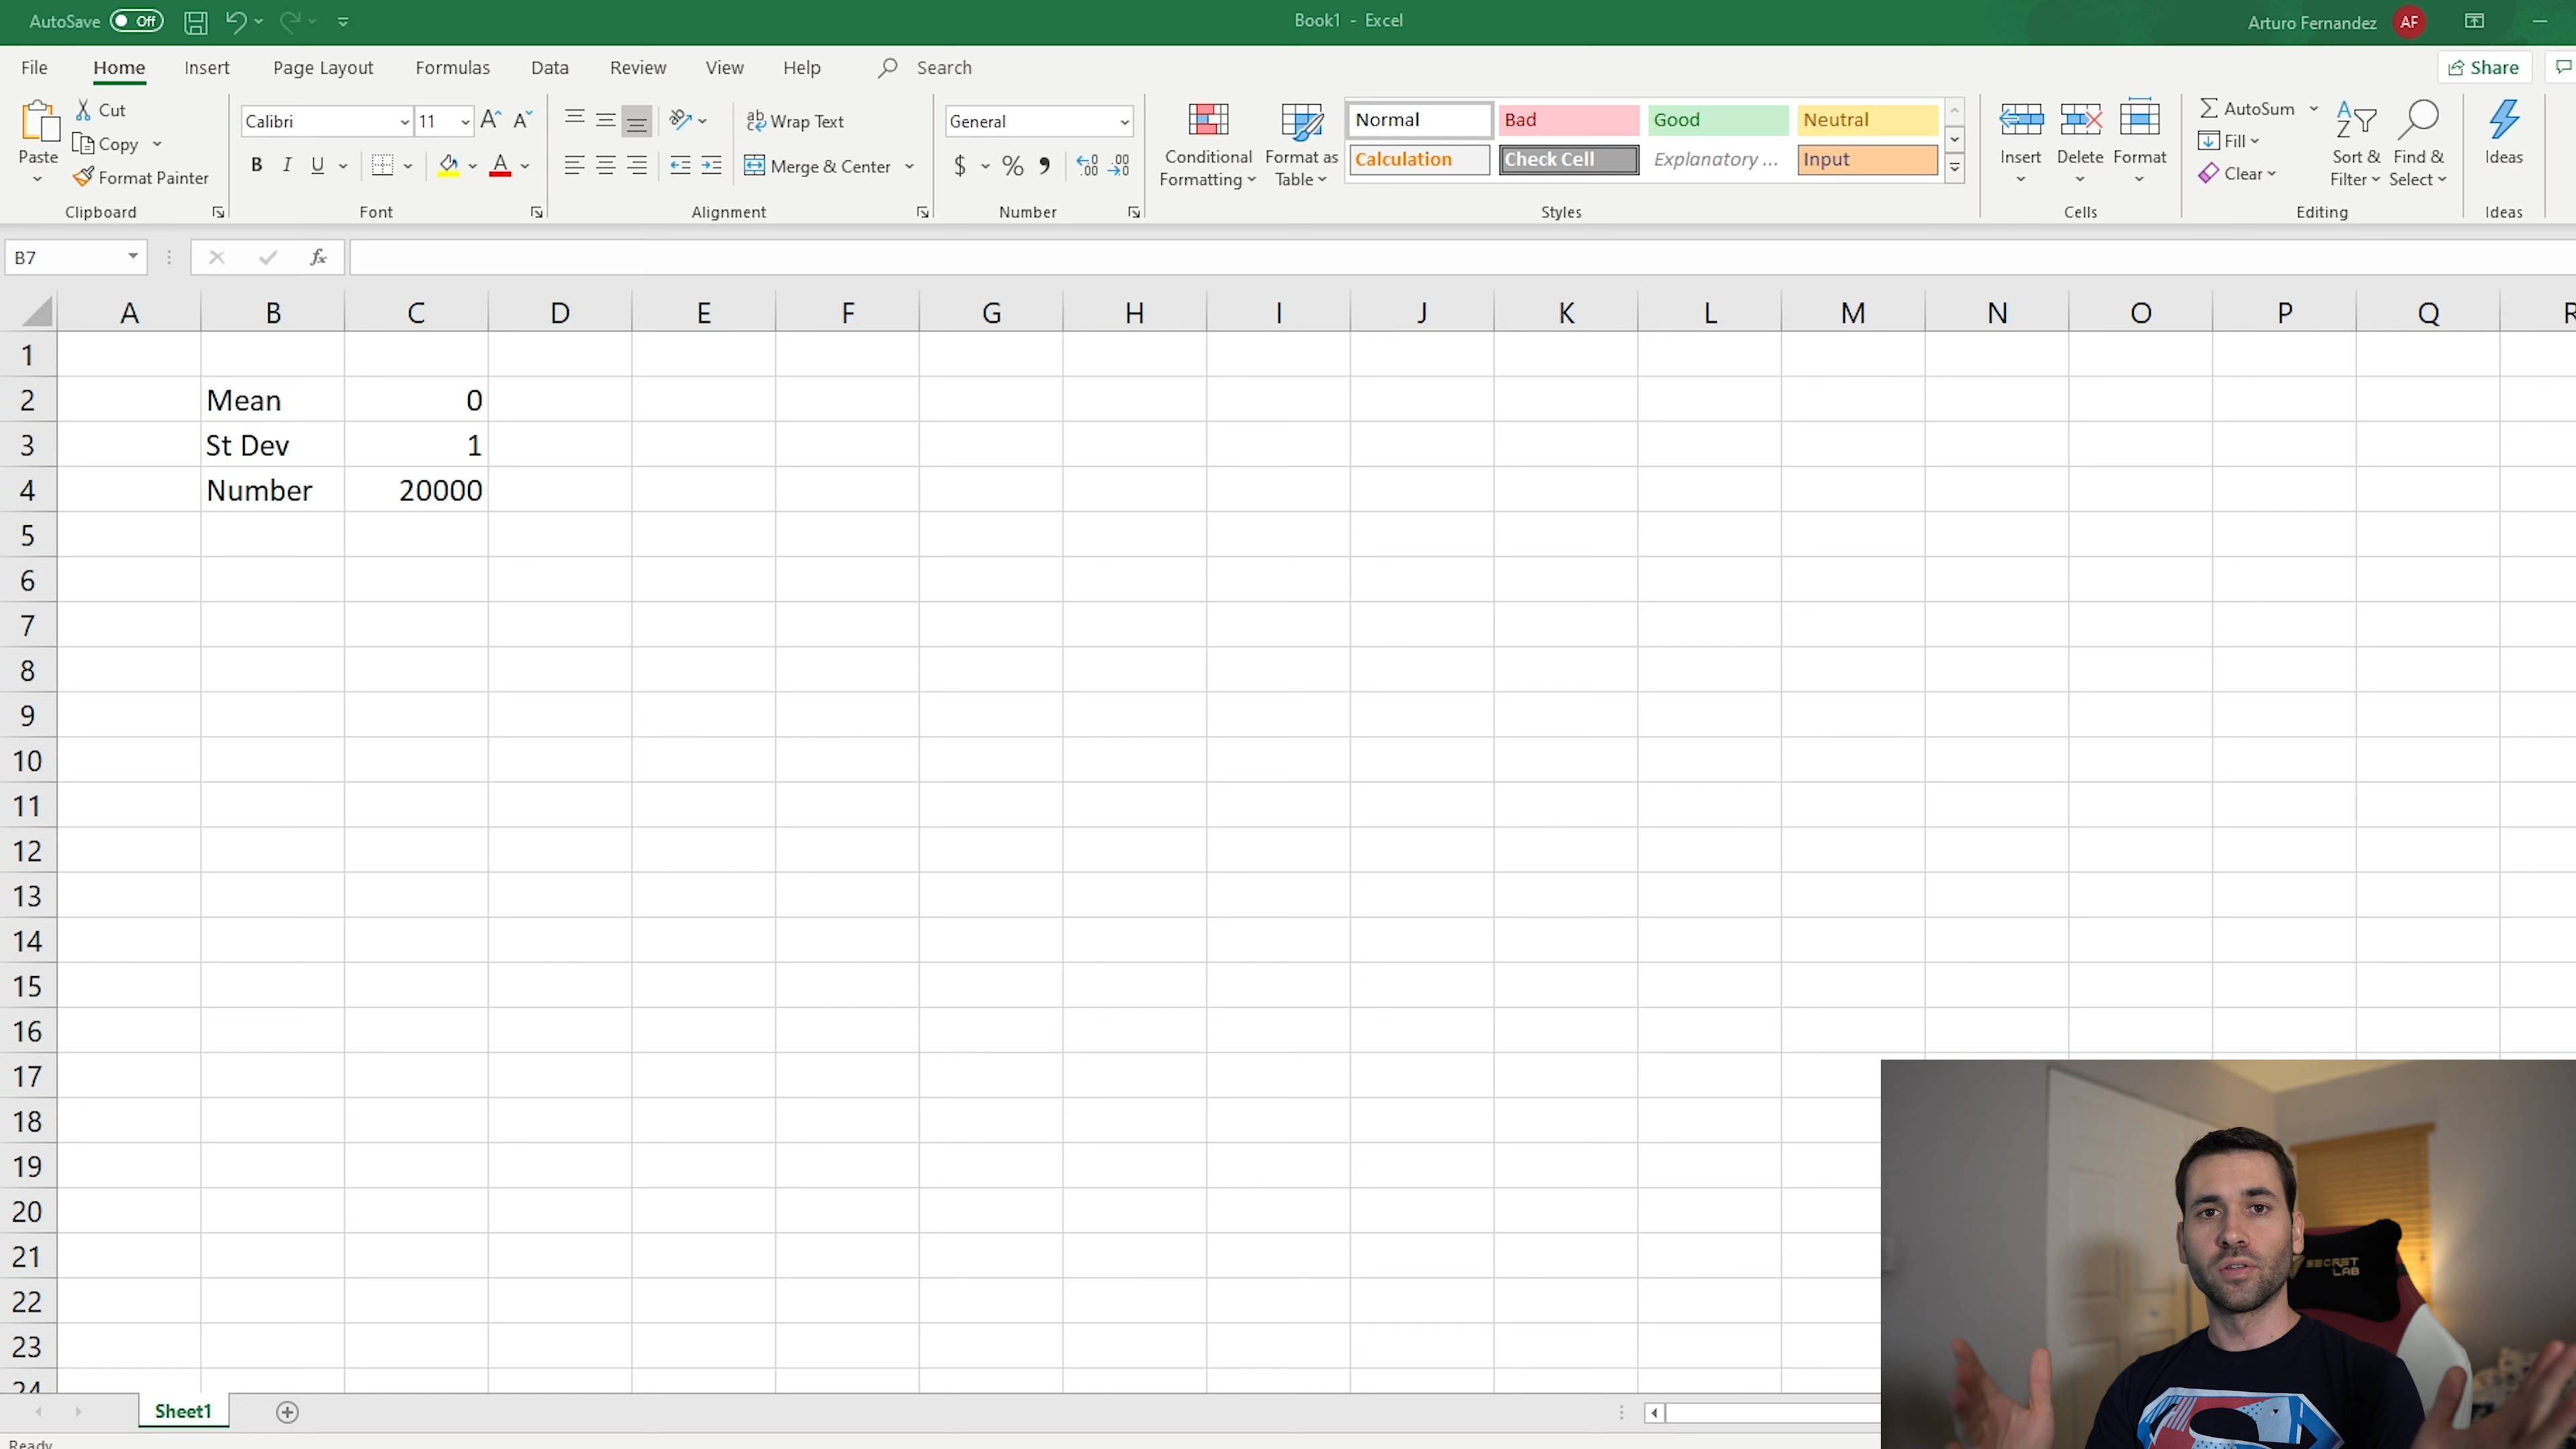 AutoSave Off
Book1 - Excel
Arturo Fernandez AF
File Home Insert Page Layout Formulas Data Review View Help Search
Share
Paste
Cut
Copy
Format Painter
Clipboard
Calibri 11
B I U
Font
Wrap Text
Merge & Center
Alignment
General
$ % ,
Number
Conditional Formatting
Format as Table
Normal Bad Good Neutral
Calculation Check Cell Explanatory ... Input
Styles
Insert Delete Format
Cells
AutoSum
Fill
Clear
Sort & Filter
Find & Select
Editing
Ideas
Ideas
B7 fx
A B C D E F G H I J K L M N O P Q R
1
2 Mean 0
3 St Dev 1
4 Number 20000
5
6
7
8
9
10
11
12
13
14
15
16
17
18
19
20
21
22
23
24
SECRET
LAB
Sheet1
Ready